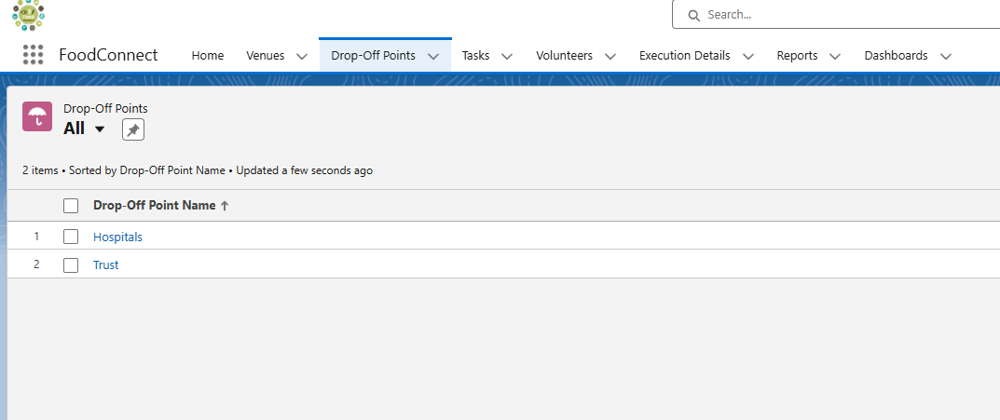 Search...
FoodConnect Home Venues Drop-Off Points Tasks Volunteers Execution Details Reports Dashboards
Drop-Off Points
All
2 items • Sorted by Drop-Off Point Name • Updated a few seconds ago
Drop-Off Point Name ↑
1 Hospitals
2 Trust